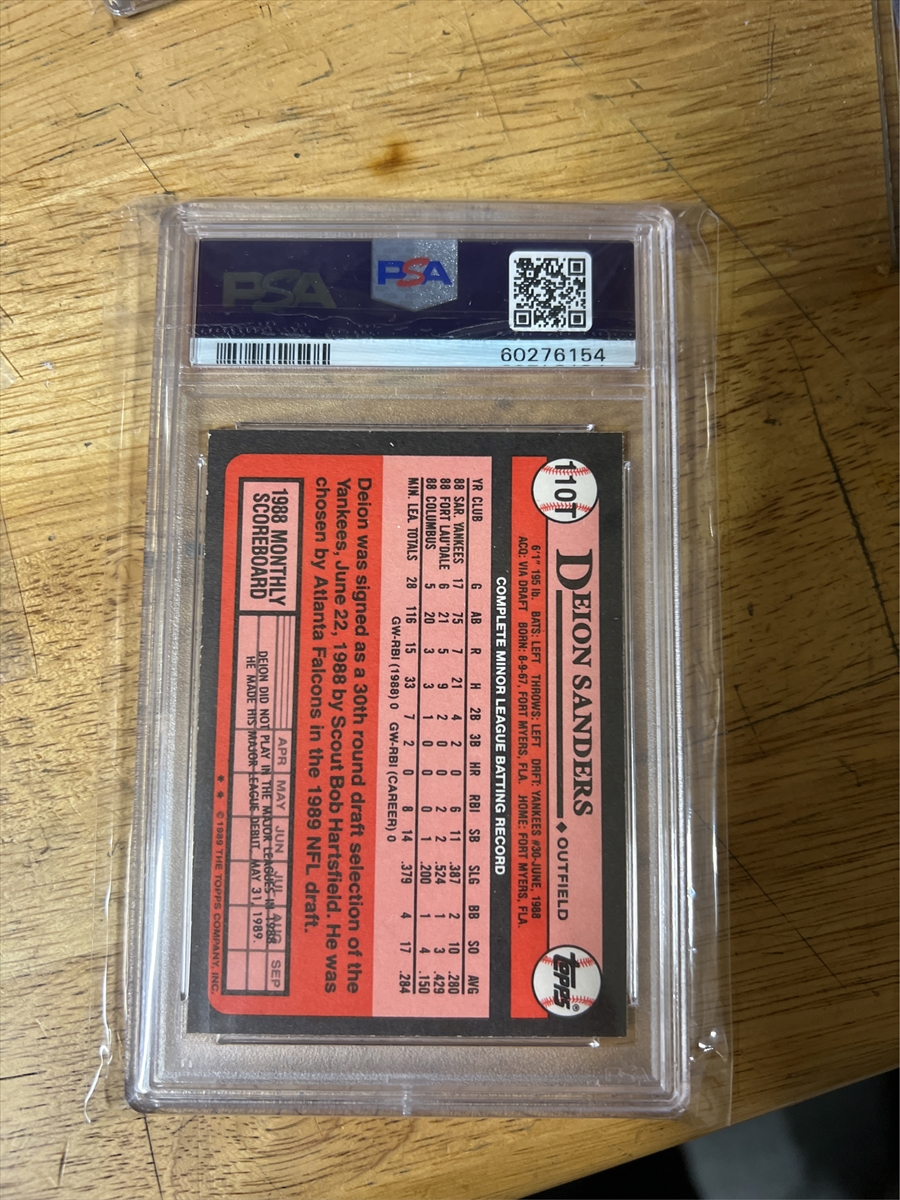 PSA
PSA
60276154
110T
DEION SANDERS ◆ OUTFIELD
topps®
6'1" 195 lb. BATS: LEFT THROWS: LEFT DRFT: YANKEES #30-JUNE, 1988
ACQ: VIA DRAFT BORN: 8-9-67, FORT MYERS, FLA. HOME: FORT MYERS, FLA.
COMPLETE MINOR LEAGUE BATTING RECORD
YR CLUB G AB R H 2B 3B HR RBI SB SLG BB SO AVG
88 SAR. YANKEES 17 75 7 21 4 2 0 6 11 .387 2 10 .280
88 FORT LAU'DALE 6 21 5 9 2 0 0 2 2 .524 1 3 .429
88 COLUMBUS 5 20 3 3 1 0 0 0 1 .200 1 4 .150
MIN. LEA. TOTALS 28 116 15 33 7 2 0 8 14 .379 4 17 .284
GW-RBI (1988) 0 GW-RBI (CAREER) 0
Deion was signed as a 30th round draft selection of the
Yankees, June 22, 1988 by Scout Bob Hartsfield. He was
chosen by Atlanta Falcons in the 1989 NFL draft.
1988 MONTHLY
SCOREBOARD
APR MAY JUN JUL AUG SEP
DEION DID NOT PLAY IN THE MAJOR LEAGUES IN 1988.
HE MADE HIS MAJOR LEAGUE DEBUT, MAY 31, 1989.
* * © 1989 THE TOPPS COMPANY, INC.